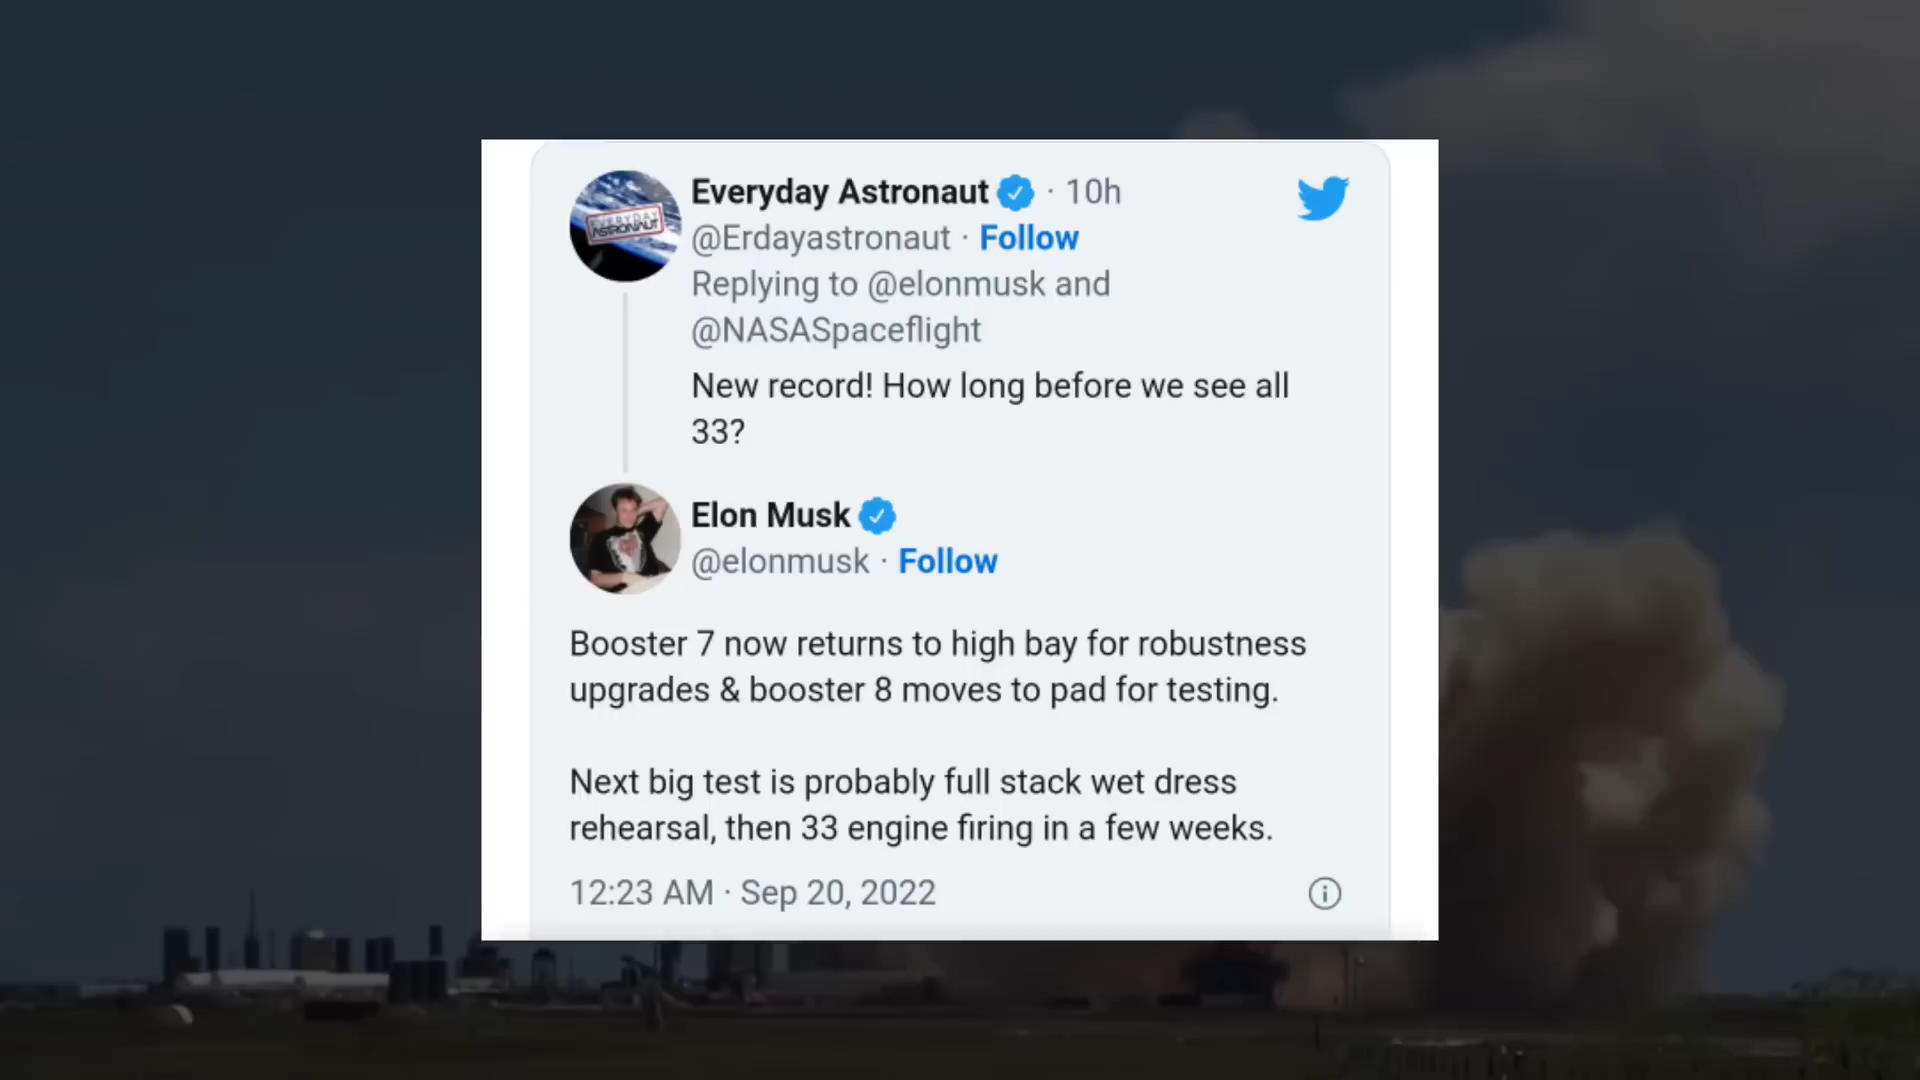 EVERYDAY
ASTRONAUT
Everyday Astronaut · 10h
@Erdayastronaut · Follow
Replying to @elonmusk and
@NASASpaceflight
New record! How long before we see all
33?
Elon Musk
@elonmusk · Follow
Booster 7 now returns to high bay for robustness
upgrades & booster 8 moves to pad for testing.
Next big test is probably full stack wet dress
rehearsal, then 33 engine firing in a few weeks.
12:23 AM · Sep 20, 2022